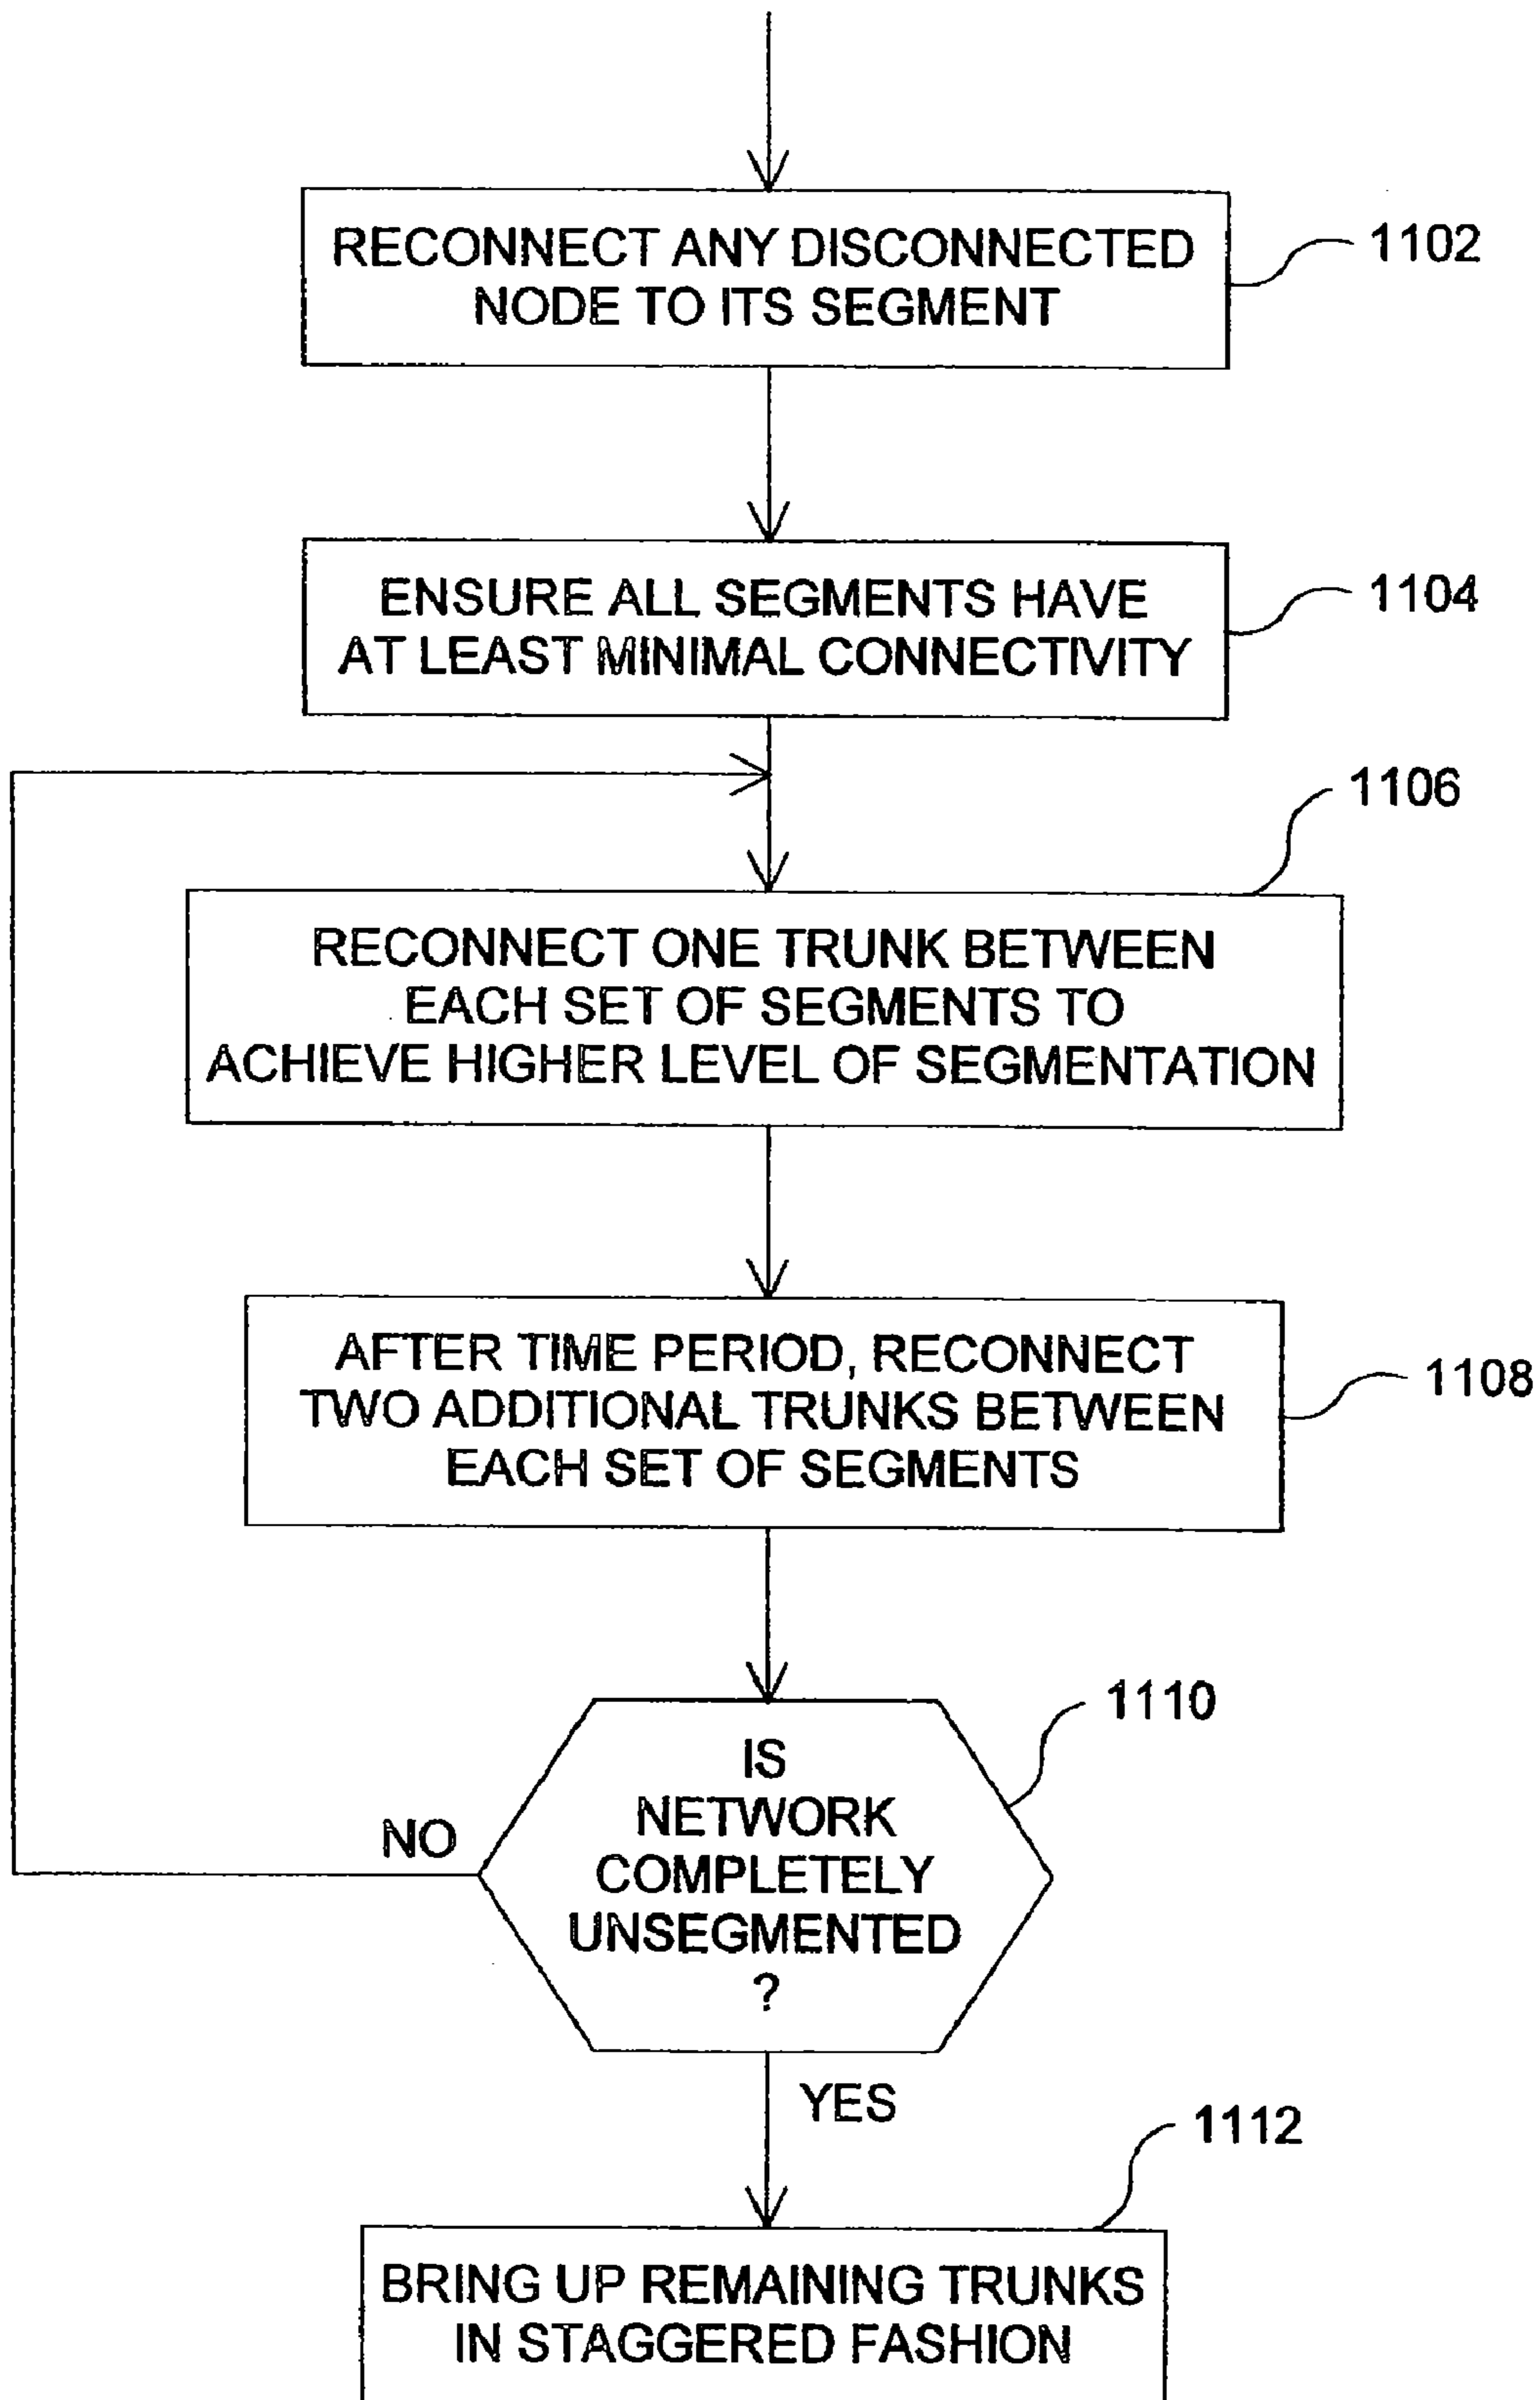 RECONNECT ANY DISCONNECTED
NODE TO ITS SEGMENT
1102
ENSURE ALL SEGMENTS HAVE
AT LEAST MINIMAL CONNECTIVITY
1104
1106
RECONNECT ONE TRUNK BETWEEN
EACH SET OF SEGMENTS TO
ACHIEVE HIGHER LEVEL OF SEGMENTATION
AFTER TIME PERIOD, RECONNECT
TWO ADDITIONAL TRUNKS BETWEEN
EACH SET OF SEGMENTS
1108
1110
IS
NETWORK
COMPLETELY
UNSEGMENTED
?
NO
YES
1112
BRING UP REMAINING TRUNKS
IN STAGGERED FASHION